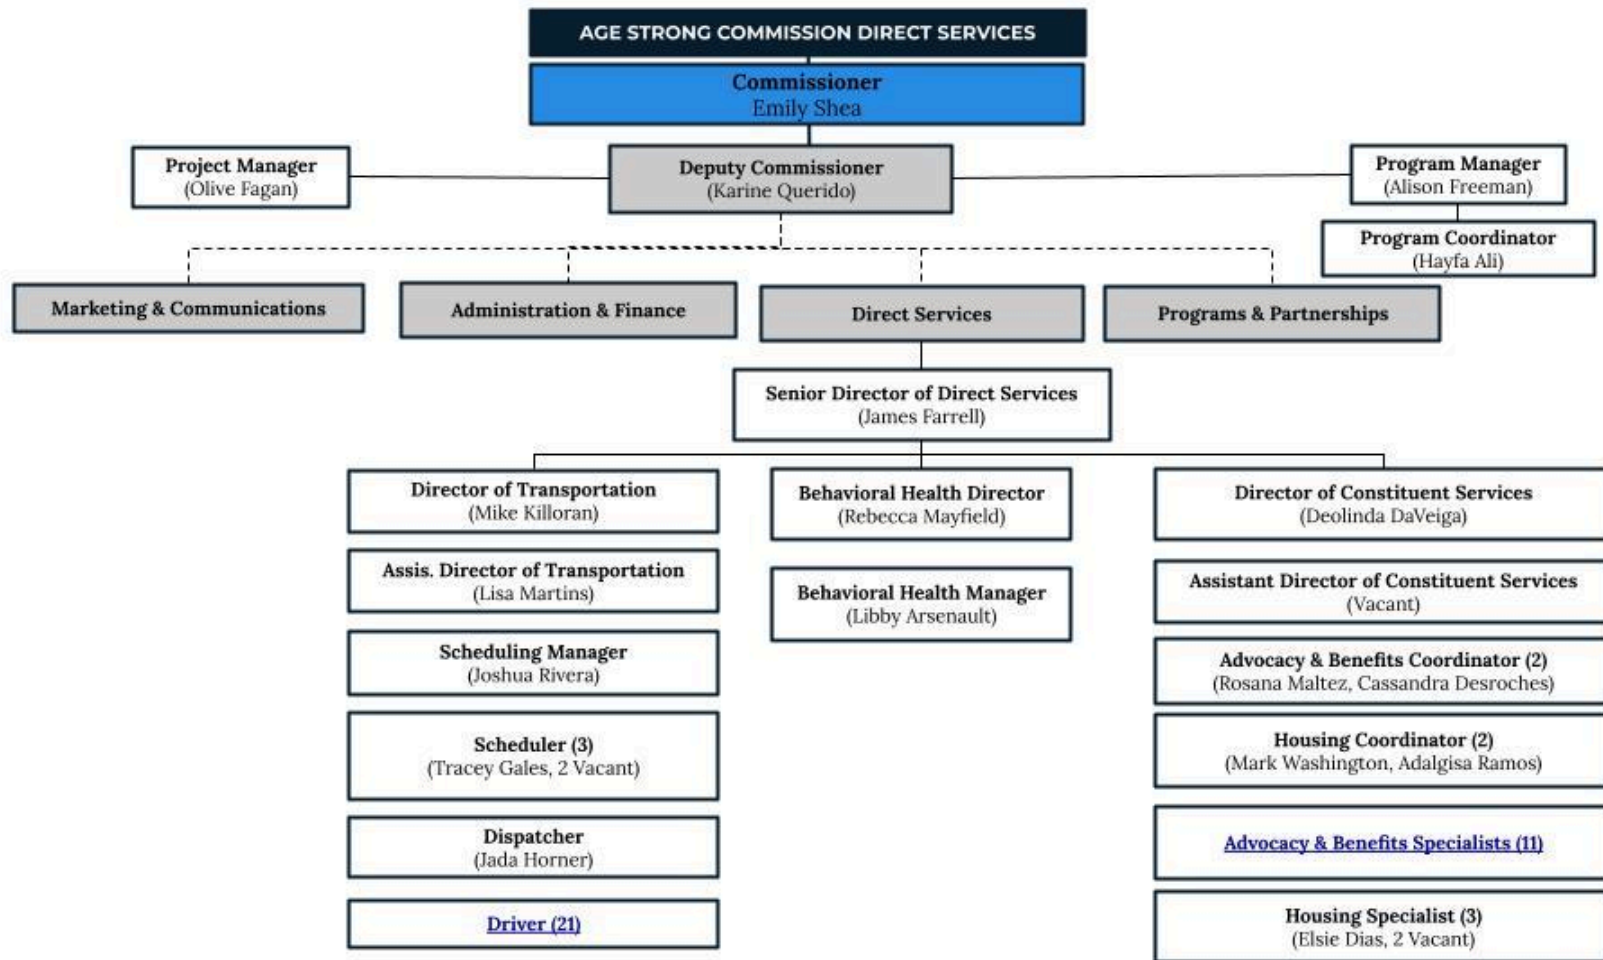 AGE STRONG COMMISSION DIRECT SERVICES
Commissioner
Emily Shea
Project Manager
(Olive Fagan)
Deputy Commissioner
(Karine Querido)
Program Manager
(Alison Freeman)
Program Coordinator
(Hayfa Ali)
Marketing & Communications
Administration & Finance
Direct Services
Programs & Partnerships
Senior Director of Direct Services
(James Farrell)
Director of Transportation
(Mike Killoran)
Assis. Director of Transportation
(Lisa Martins)
Scheduling Manager
(Joshua Rivera)
Scheduler (3)
(Tracey Gales, 2 Vacant)
Dispatcher
(Jada Horner)
Driver (21)
Behavioral Health Director
(Rebecca Mayfield)
Behavioral Health Manager
(Libby Arsenault)
Director of Constituent Services
(Deolinda DaVeiga)
Assistant Director of Constituent Services
(Vacant)
Advocacy & Benefits Coordinator (2)
(Rosana Maltez, Cassandra Desroches)
Housing Coordinator (2)
(Mark Washington, Adalgisa Ramos)
Advocacy & Benefits Specialists (11)
Housing Specialist (3)
(Elsie Dias, 2 Vacant)